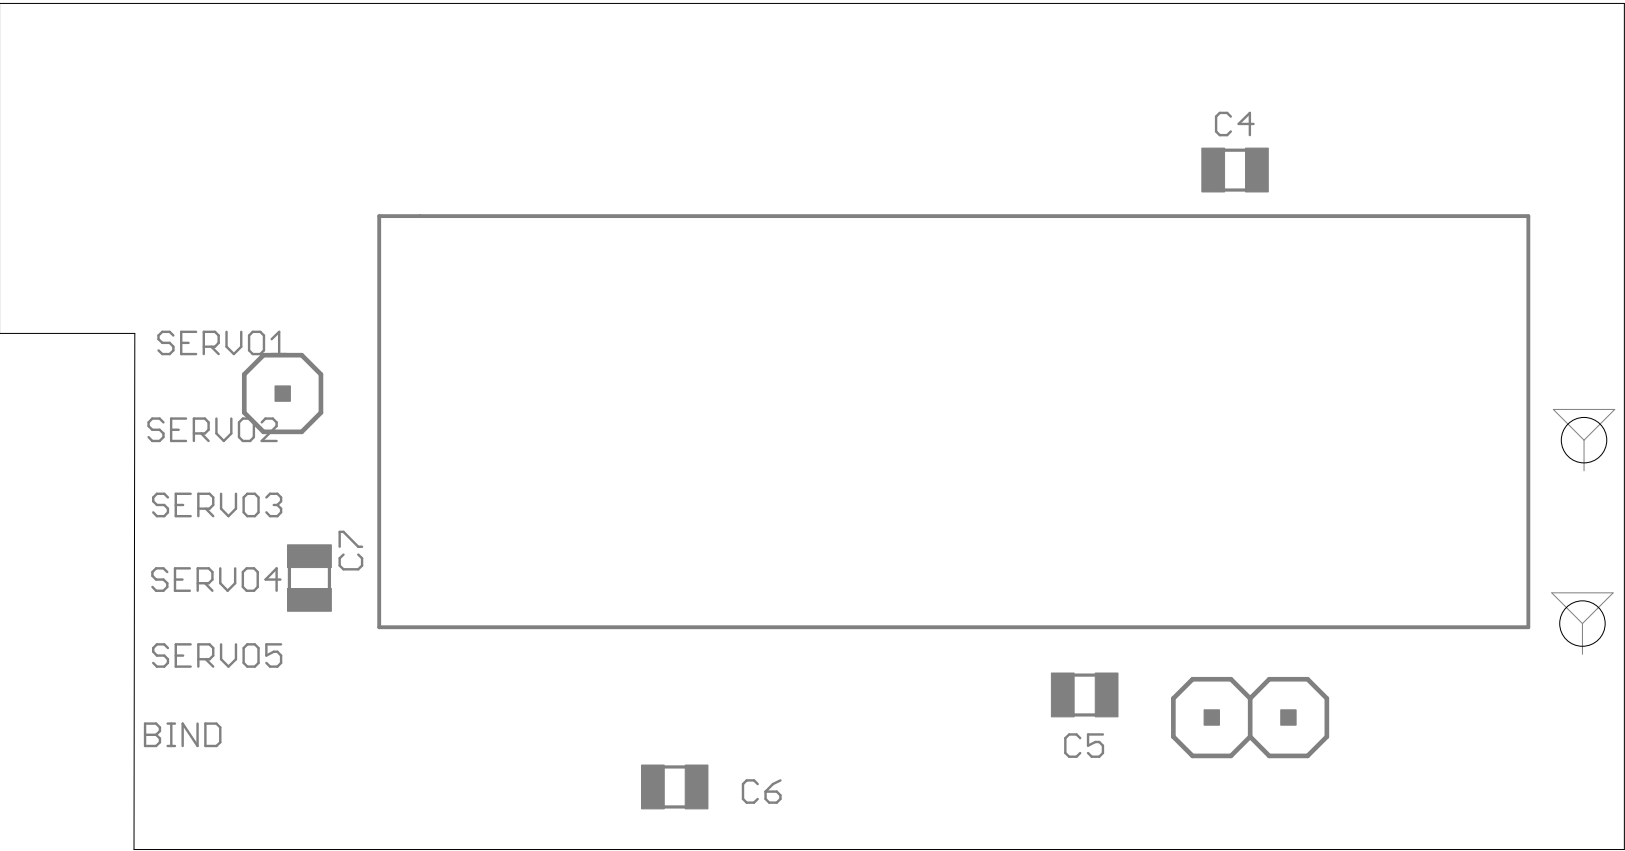 C4
SERVO1
SERVO2
SERVO3
C7
SERVO4
SERVO5
BIND
C5
C6